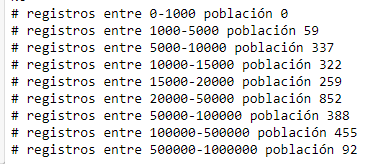 # registros entre 0-1000 población 0
# registros entre 1000-5000 población 59
# registros entre 5000-10000 población 337
# registros entre 10000-15000 población 322
# registros entre 15000-20000 población 259
# registros entre 20000-50000 población 852
# registros entre 50000-100000 población 388
# registros entre 100000-500000 población 455
# registros entre 500000-1000000 población 92